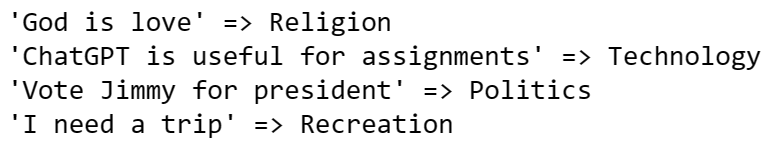 'God is love' => Religion
'ChatGPT is useful for assignments' => Technology
'Vote Jimmy for president' => Politics
'I need a trip' => Recreation